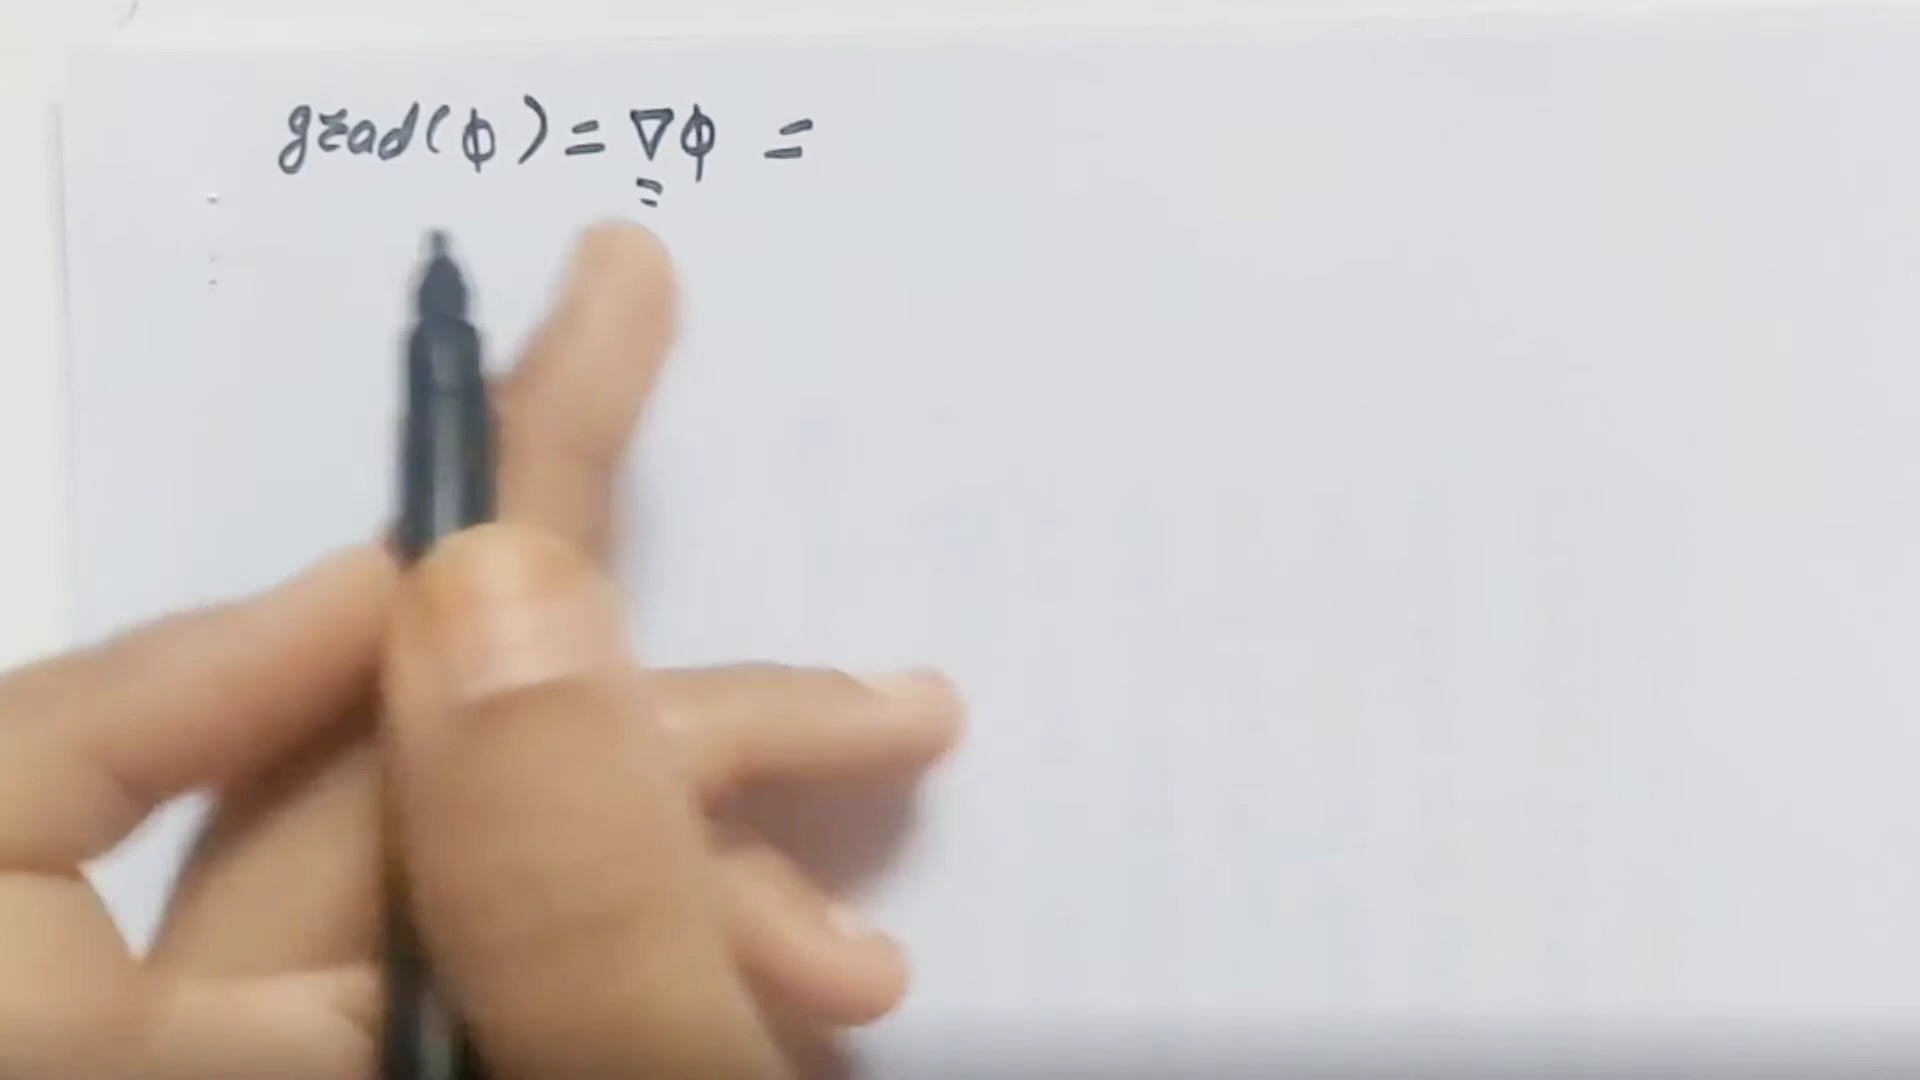 grad(ϕ) = ∇ϕ =